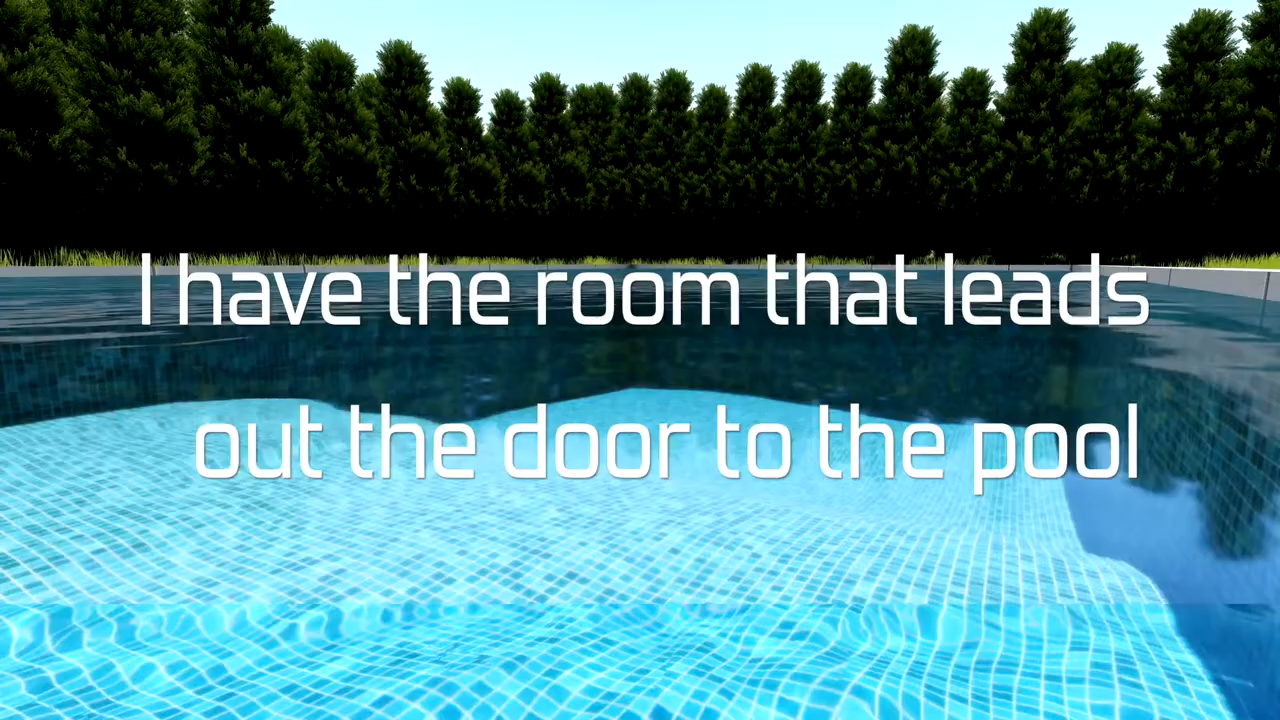 I have the room that leads
out the door to the pool